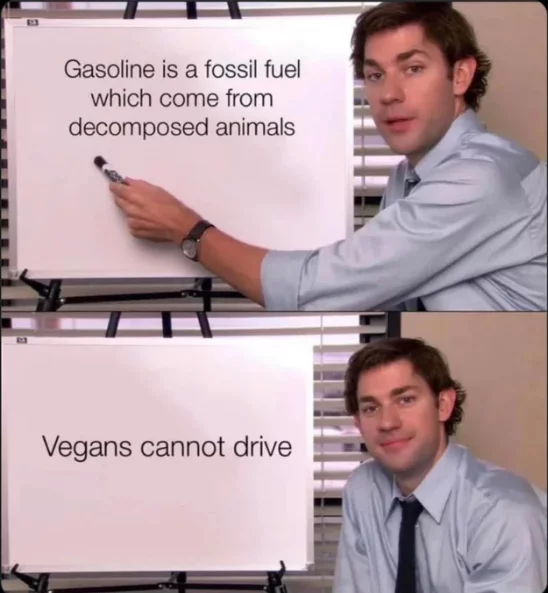 Gasoline is a fossil fuel
which come from
decomposed animals
Vegans cannot drive